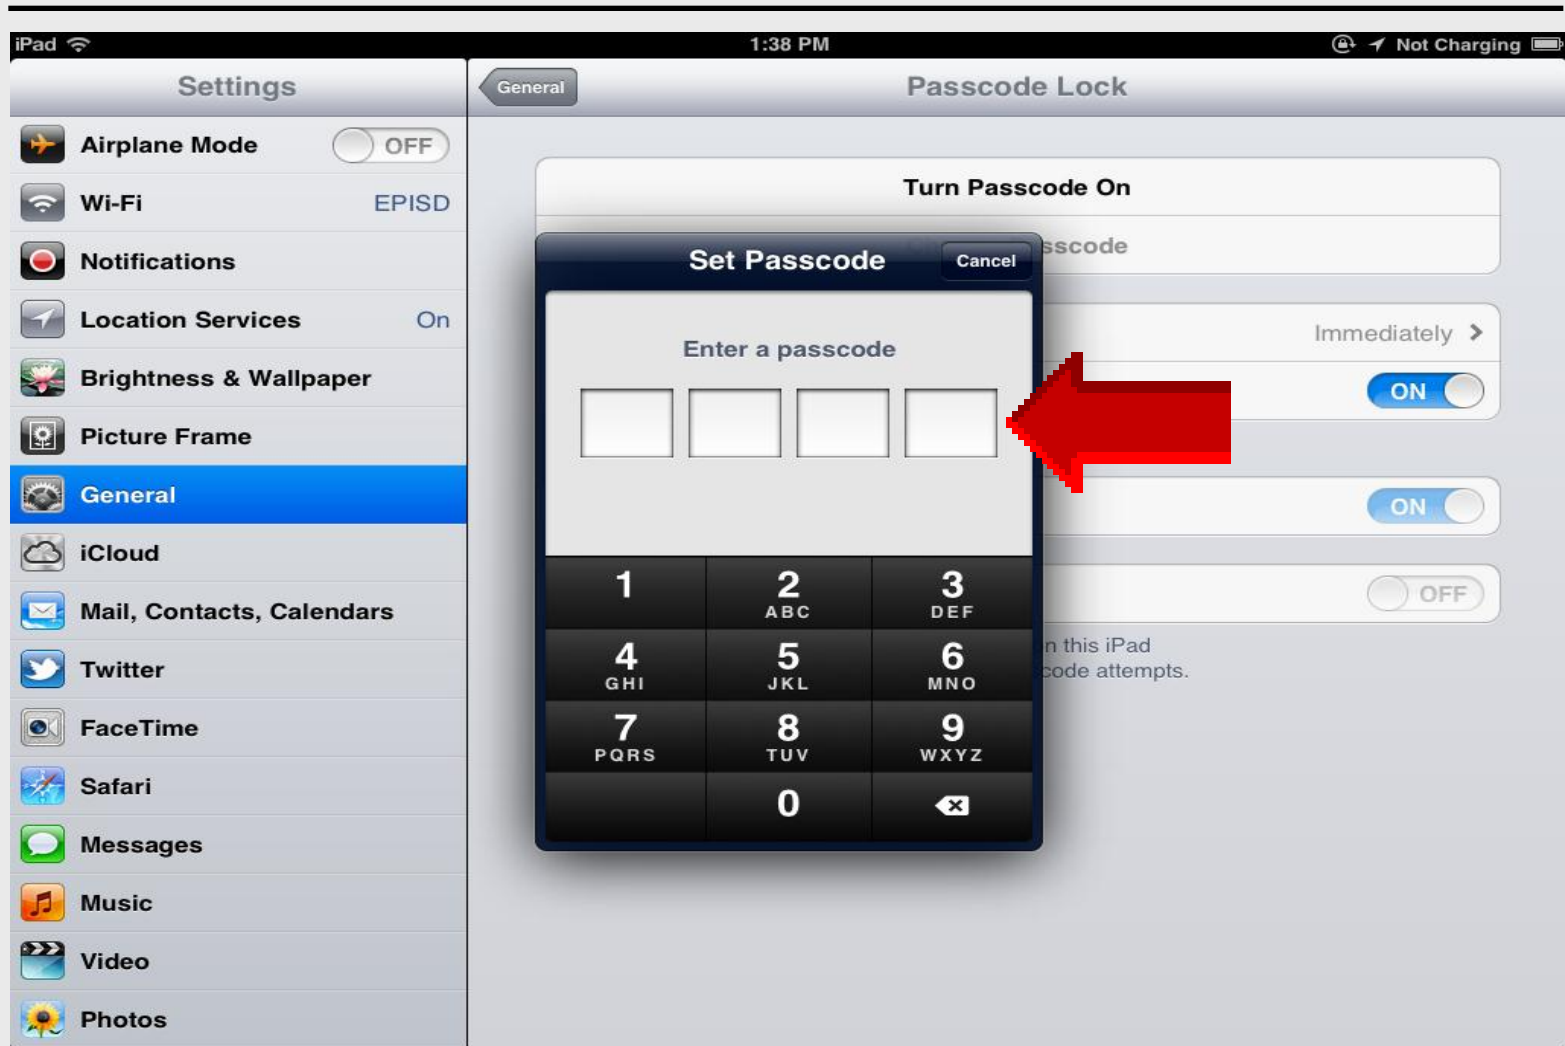 iPad 1:38 PM Not Charging
Settings
Airplane Mode OFF
Wi-Fi EPISD
Notifications
Location Services On
Brightness & Wallpaper
Picture Frame
General
iCloud
Mail, Contacts, Calendars
Twitter
FaceTime
Safari
Messages
Music
Video
Photos
General Passcode Lock
Turn Passcode On
sscode
Immediately
ON
ON
OFF
n this iPad
code attempts.
Set Passcode Cancel
Enter a passcode
1 2 ABC 3 DEF
4 GHI 5 JKL 6 MNO
7 PQRS 8 TUV 9 WXYZ
0